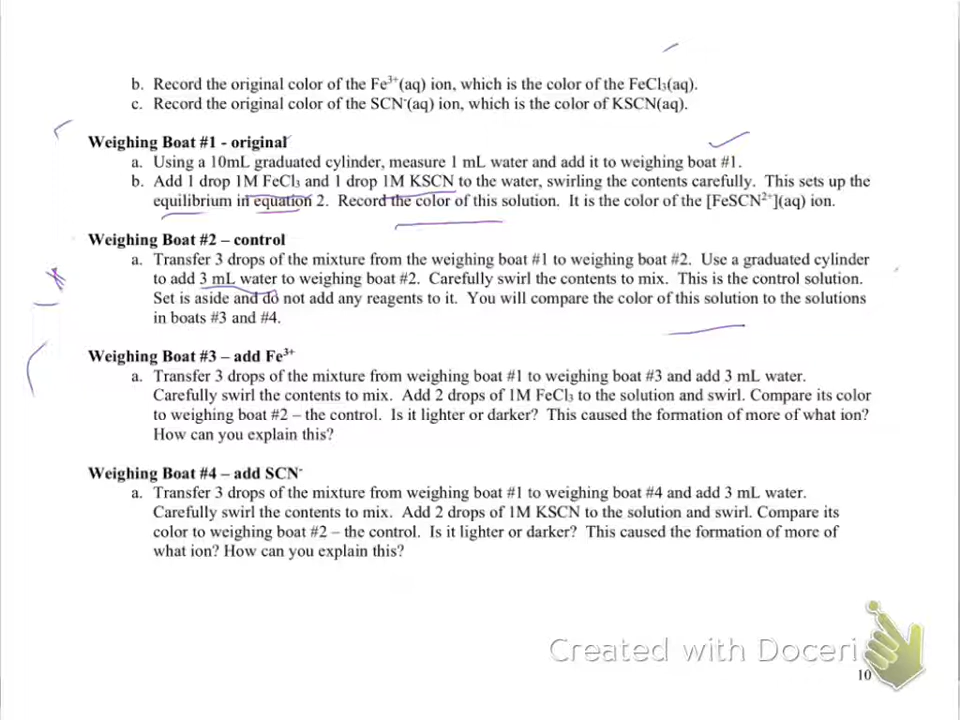 b. Record the original color of the Fe³⁺(aq) ion, which is the color of the FeCl₃(aq).
c. Record the original color of the SCN⁻(aq) ion, which is the color of KSCN(aq).
Weighing Boat #1 - original
a. Using a 10mL graduated cylinder, measure 1 mL water and add it to weighing boat #1.
b. Add 1 drop 1M FeCl₃ and 1 drop 1M KSCN to the water, swirling the contents carefully. This sets up the
equilibrium in equation 2. Record the color of this solution. It is the color of the [FeSCN²⁺](aq) ion.
Weighing Boat #2 – control
a. Transfer 3 drops of the mixture from the weighing boat #1 to weighing boat #2. Use a graduated cylinder
to add 3 mL water to weighing boat #2. Carefully swirl the contents to mix. This is the control solution.
Set is aside and do not add any reagents to it. You will compare the color of this solution to the solutions
in boats #3 and #4.
Weighing Boat #3 – add Fe³⁺
a. Transfer 3 drops of the mixture from weighing boat #1 to weighing boat #3 and add 3 mL water.
Carefully swirl the contents to mix. Add 2 drops of 1M FeCl₃ to the solution and swirl. Compare its color
to weighing boat #2 – the control. Is it lighter or darker? This caused the formation of more of what ion?
How can you explain this?
Weighing Boat #4 – add SCN⁻
a. Transfer 3 drops of the mixture from weighing boat #1 to weighing boat #4 and add 3 mL water.
Carefully swirl the contents to mix. Add 2 drops of 1M KSCN to the solution and swirl. Compare its
color to weighing boat #2 – the control. Is it lighter or darker? This caused the formation of more of
what ion? How can you explain this?
Created with Doceri
10